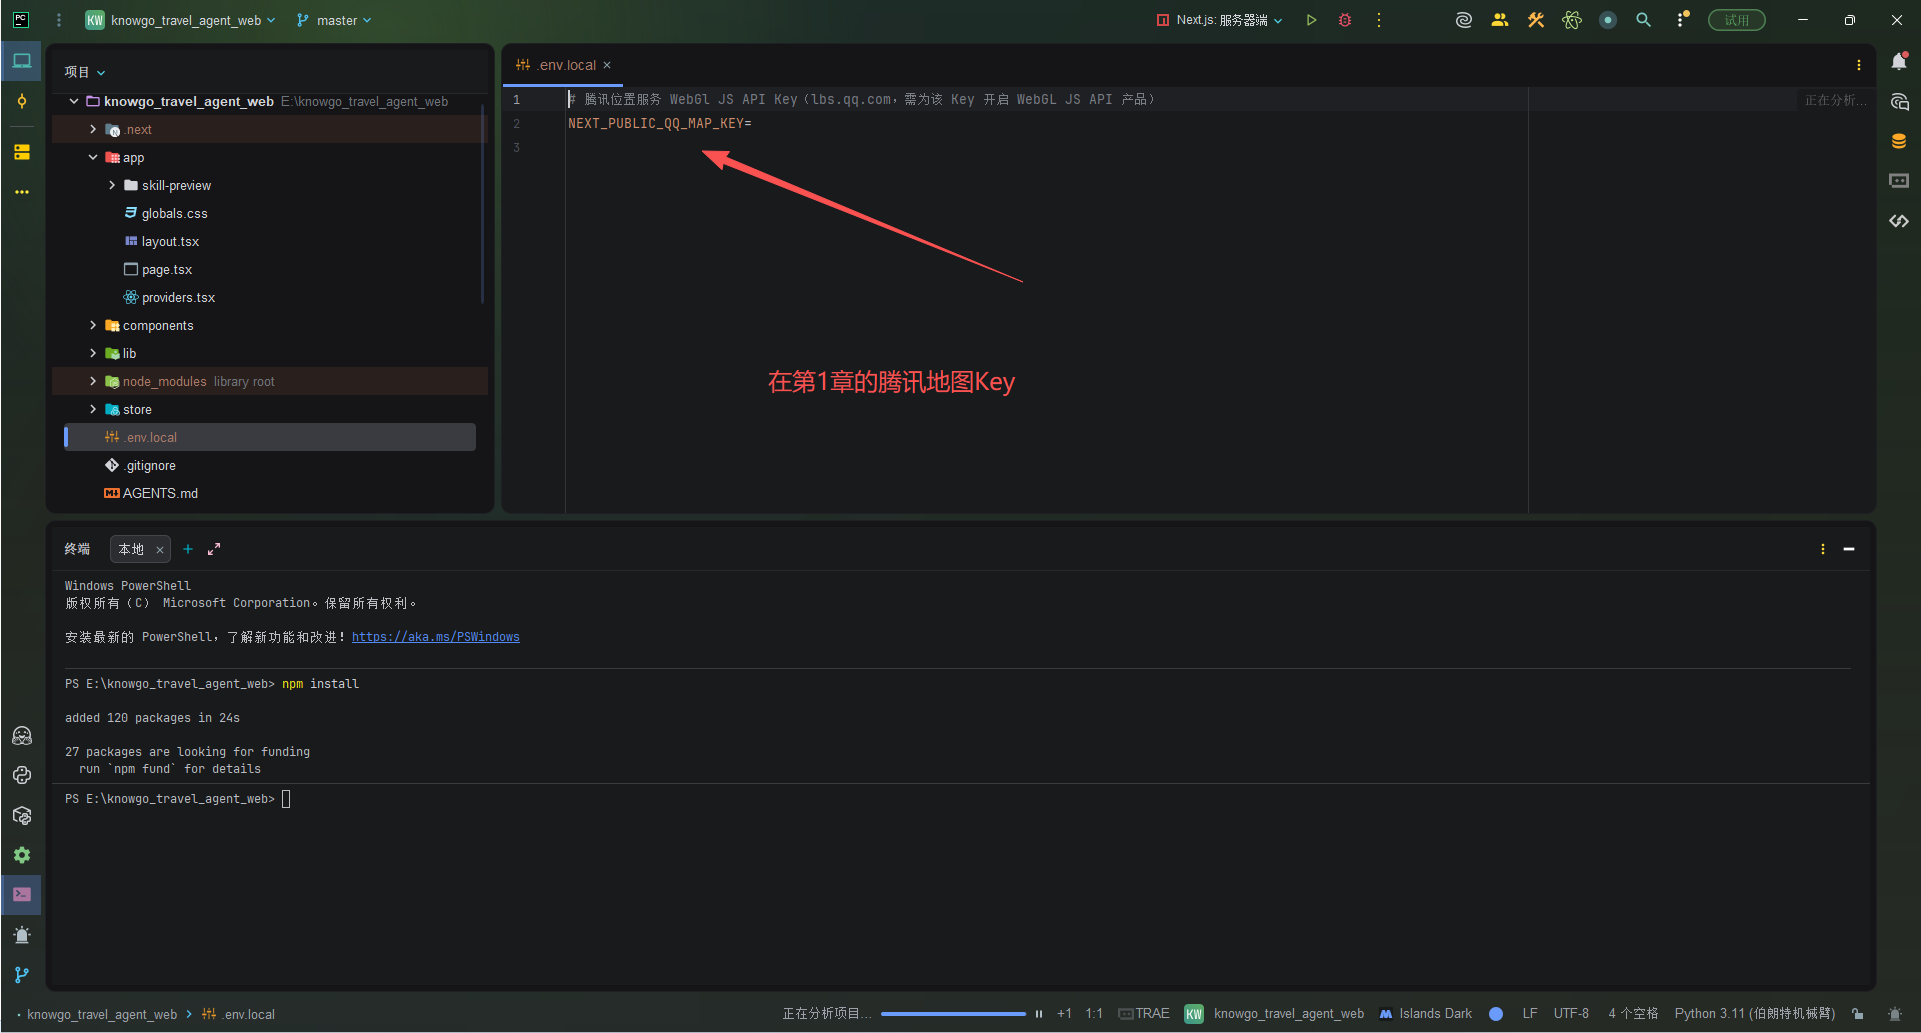 PC
KW knowgo_travel_agent_web
master
Next.js: 服务器端
试用
项目
knowgo_travel_agent_web E:\knowgo_travel_agent_web
.next
app
skill-preview
globals.css
layout.tsx
page.tsx
providers.tsx
components
lib
node_modules library root
store
.env.local
.gitignore
AGENTS.md
.env.local
1 # 腾讯位置服务 WebGl JS API Key（lbs.qq.com，需为该 Key 开启 WebGL JS API 产品）
正在分析...
2 NEXT_PUBLIC_QQ_MAP_KEY=
3
在第1章的腾讯地图Key
终端 本地
Windows PowerShell
版权所有（C） Microsoft Corporation。保留所有权利。
安装最新的 PowerShell，了解新功能和改进！https://aka.ms/PSWindows
PS E:\knowgo_travel_agent_web> npm install
added 120 packages in 24s
27 packages are looking for funding
run `npm fund` for details
PS E:\knowgo_travel_agent_web>
knowgo_travel_agent_web > .env.local
正在分析项目... +1 1:1 TRAE KW knowgo_travel_agent_web Islands Dark LF UTF-8 4 个空格 Python 3.11 (伯朗特机械臂)